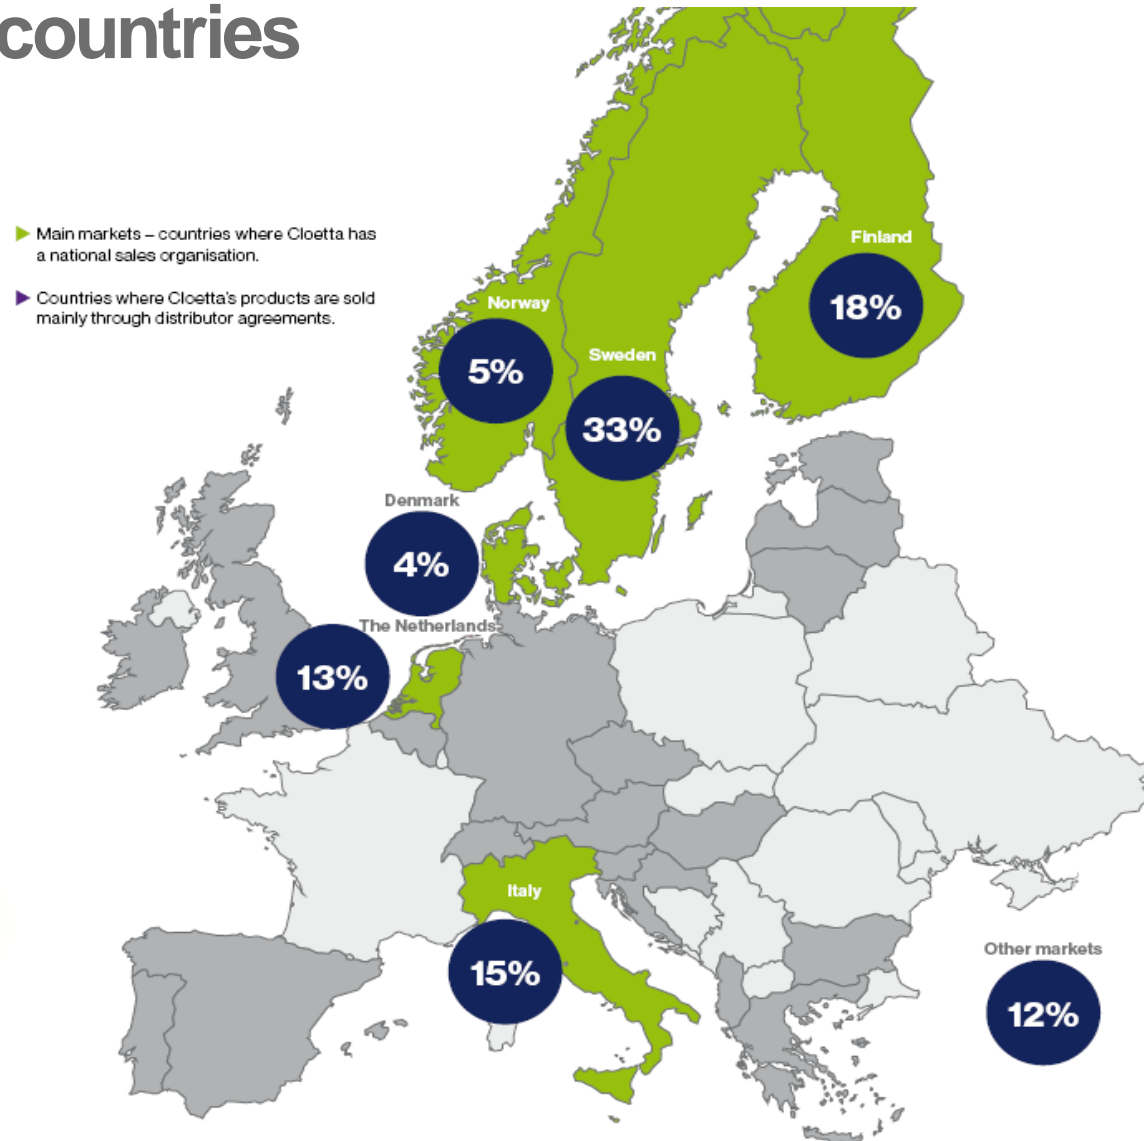 countries
Main markets – countries where Cloetta has
a national sales organisation.
Countries where Cloetta's products are sold
mainly through distributor agreements.
Finland
18%
Norway
5%
Sweden
33%
Denmark
4%
The Netherlands
13%
Italy
15%
Other markets
12%